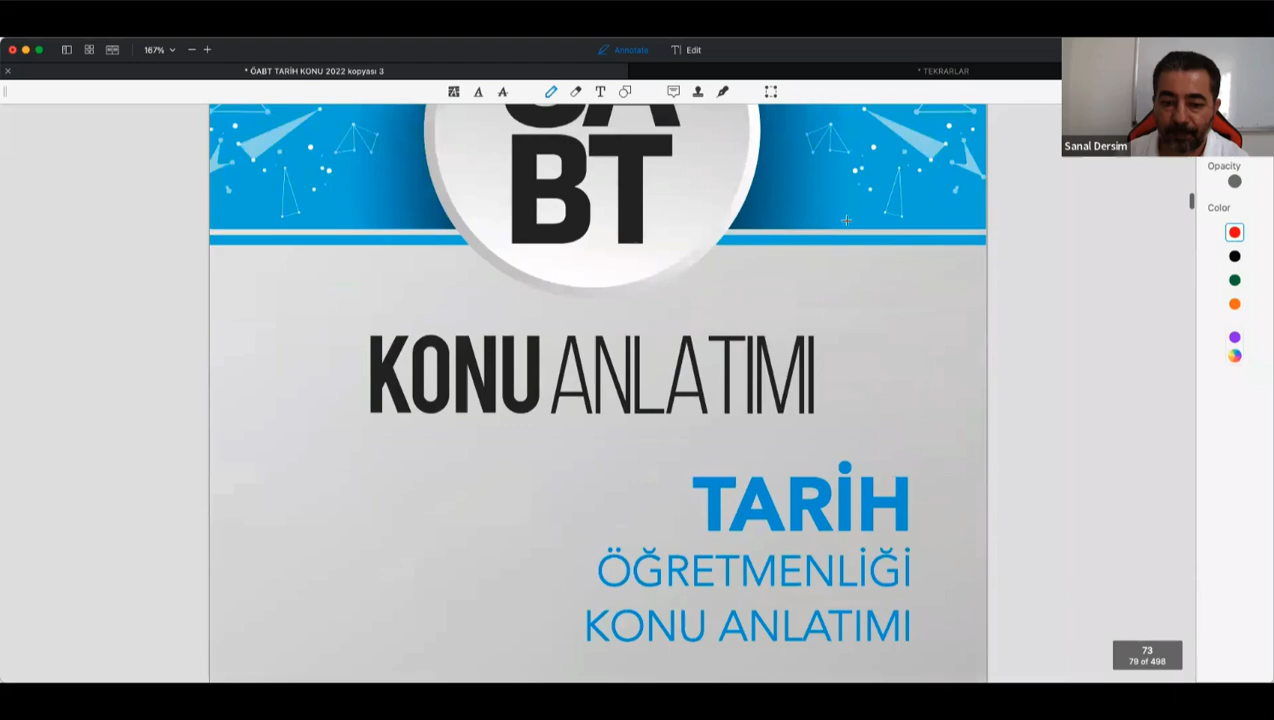 167%
Annotate
T| Edit
* ÖABT TARİH KONU 2022 kopyası 3
* TEKRARLAR
Sanal Dersim
Opacity
Color
BT
KONU ANLATIMI
TARİH
ÖĞRETMENLİĞİ
KONU ANLATIMI
73
79 of 498